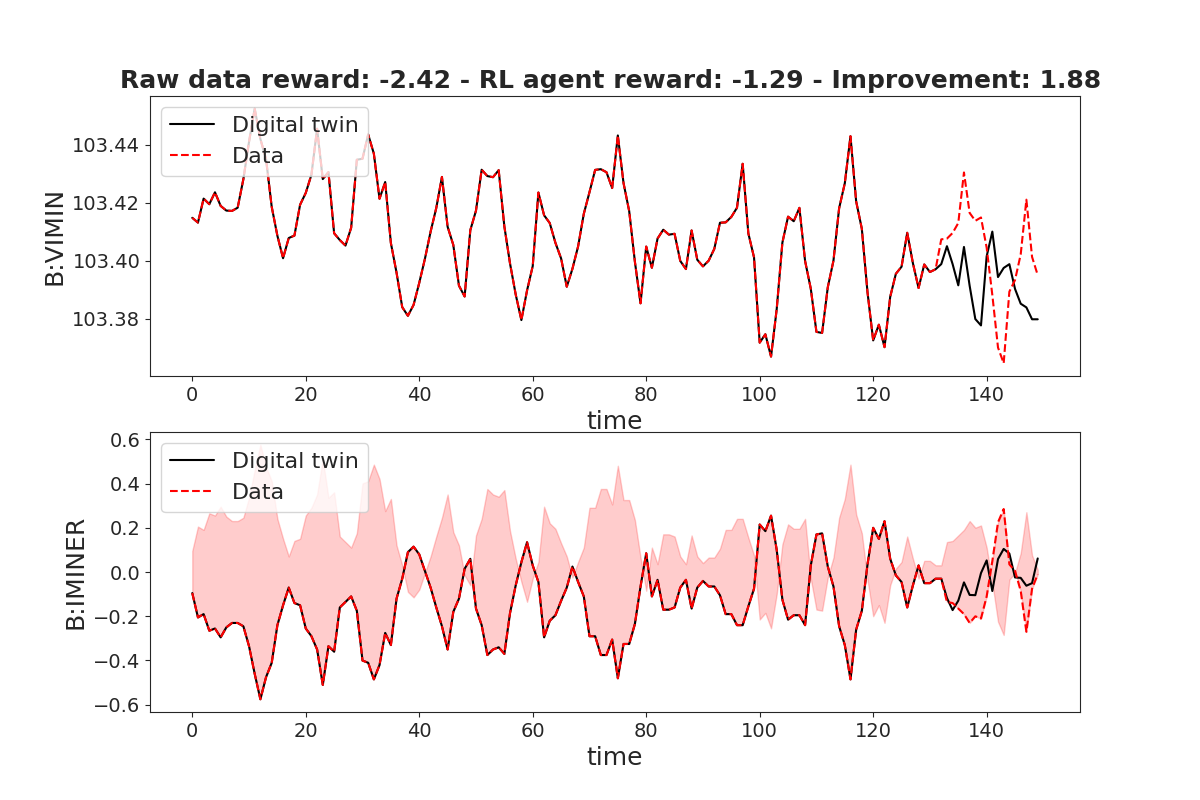 Raw data reward: -2.42 - RL agent reward: -1.29 - Improvement: 1.88
Digital twin
Data
103.44
103.42
103.40
103.38
B:VIMIN
0 20 40 60 80 100 120 140
time
Digital twin
Data
0.6
0.4
0.2
0.0
−0.2
−0.4
−0.6
B:IMINER
0 20 40 60 80 100 120 140
time